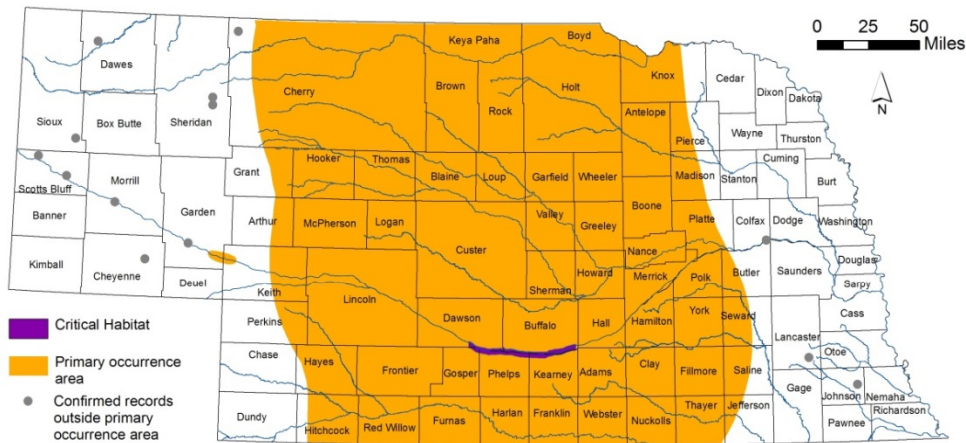 Boyd
Keya Paha
0 25 50
Miles
N
Dawes
Cherry
Brown
Rock
Holt
Knox
Cedar
Dixon
Dakota
Sioux
Box Butte
Sheridan
Antelope
Pierce
Wayne
Thurston
Grant
Hooker
Thomas
Blaine
Loup
Garfield
Wheeler
Madison
Stanton
Cuming
Burt
Scotts Bluff
Morrill
Banner
Garden
Arthur
McPherson
Logan
Custer
Valley
Greeley
Boone
Platte
Colfax
Dodge
Washington
Nance
Kimball
Cheyenne
Deuel
Keith
Lincoln
Sherman
Howard
Merrick
Polk
Butler
Saunders
Douglas
Sarpy
Critical Habitat
Perkins
Dawson
Buffalo
Hall
Hamilton
York
Seward
Lancaster
Cass
Otoe
Primary occurrence
area
Chase
Hayes
Frontier
Gosper
Phelps
Kearney
Adams
Clay
Fillmore
Saline
Gage
Johnson
Nemaha
Confirmed records
outside primary
occurrence area
Dundy
Hitchcock
Red Willow
Furnas
Harlan
Franklin
Webster
Nuckolls
Thayer
Jefferson
Pawnee
Richardson